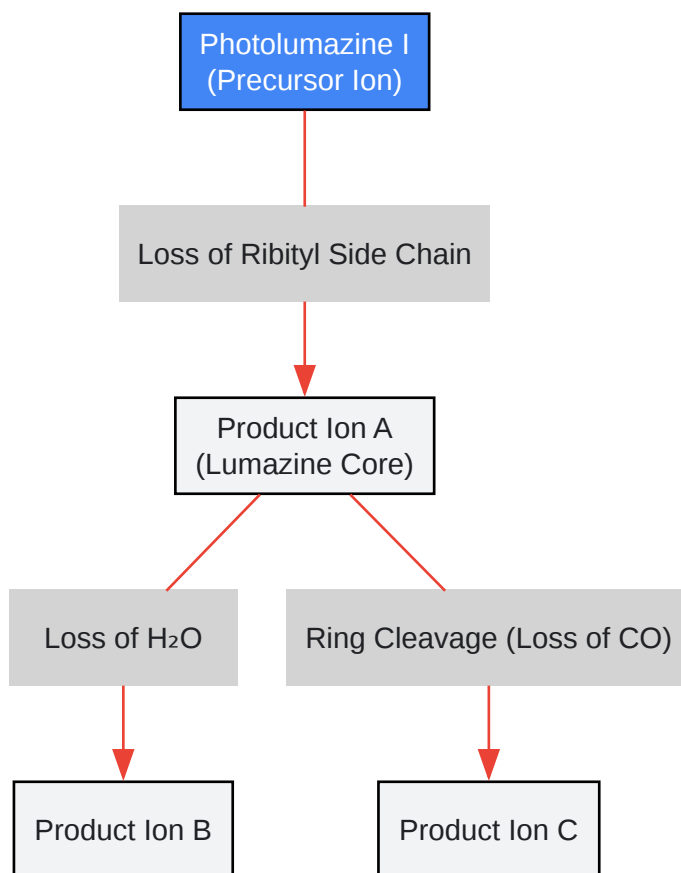 Photolumazine I
(Precursor Ion)
Loss of Ribityl Side Chain
Product Ion A
(Lumazine Core)
Loss of H₂O
Ring Cleavage (Loss of CO)
Product Ion B
Product Ion C